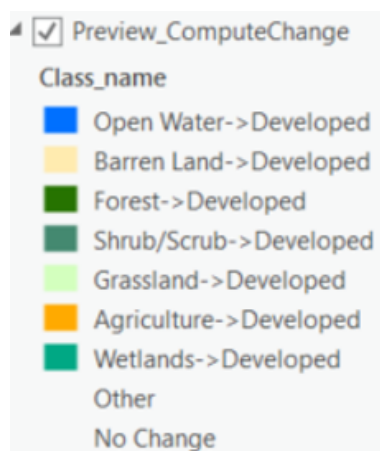 Preview_ComputeChange
Class_name
Open Water->Developed
Barren Land->Developed
Forest->Developed
Shrub/Scrub->Developed
Grassland->Developed
Agriculture->Developed
Wetlands->Developed
Other
No Change